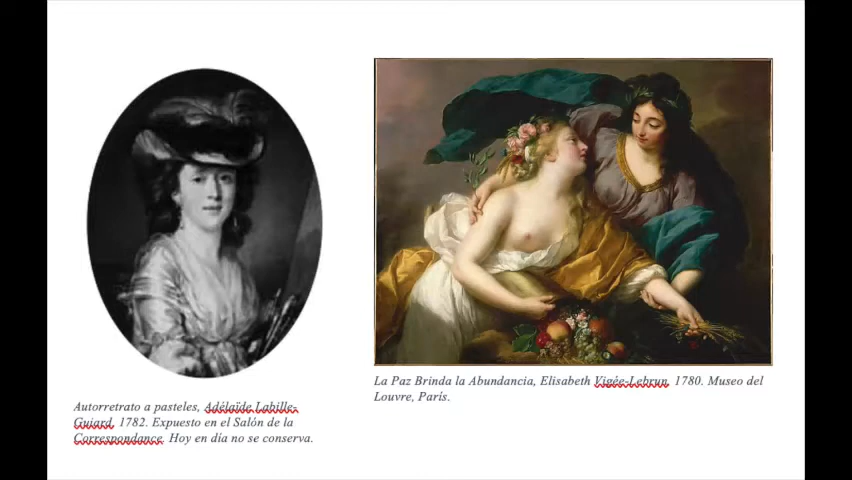 Autorretrato a pasteles, Adélaïde Labille-
Guiard, 1782. Expuesto en el Salón de la
Correspondance. Hoy en día no se conserva.
La Paz Brinda la Abundancia, Elisabeth Vigée-Lebrun, 1780. Museo del
Louvre, París.